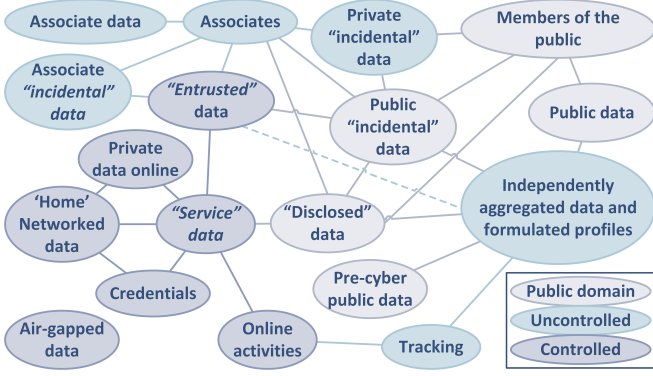 Associate data
Associates
Private
“incidental”
data
Members of the
public
Associate
“incidental”
data
“Entrusted”
data
Public
“incidental”
data
Public data
Private
data online
‘Home’
Networked
data
“Service”
data
“Disclosed”
data
Independently
aggregated data and
formulated profiles
Credentials
Pre-cyber
public data
Air-gapped
data
Online
activities
Tracking
Public domain
Uncontrolled
Controlled